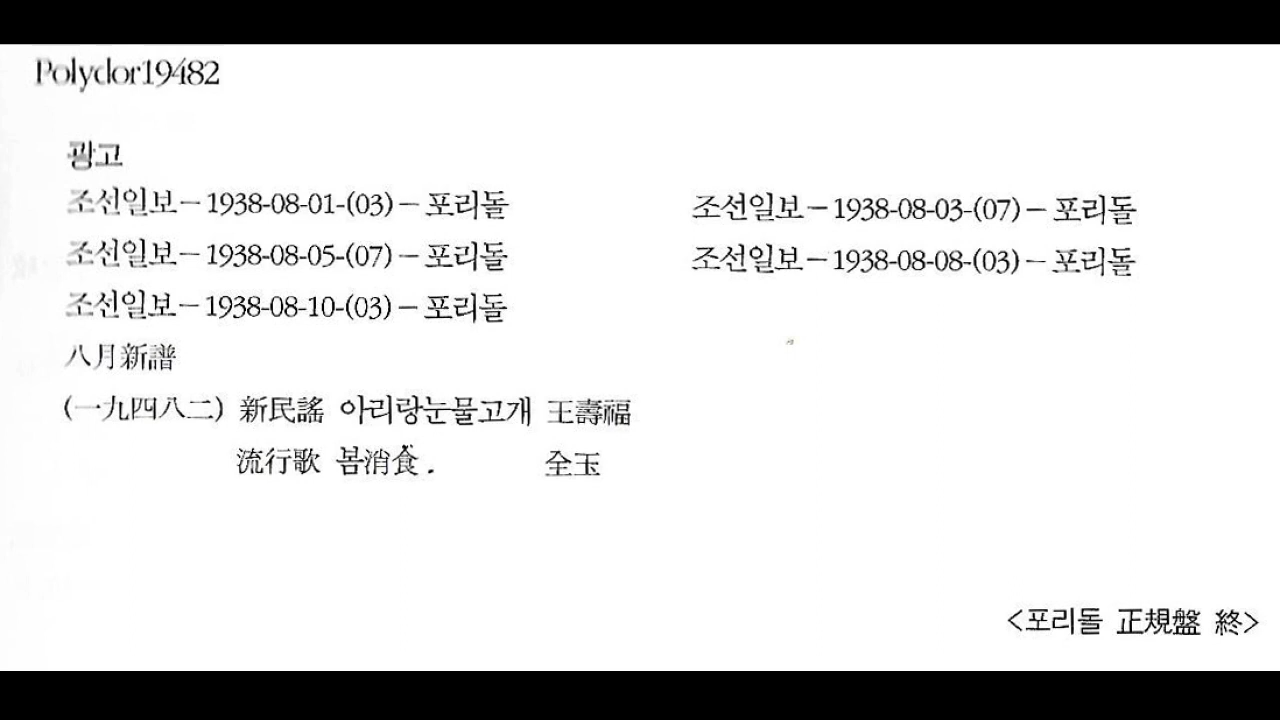 Polydor19482
광고
조선일보-1938-08-01-(03)-포리돌
조선일보-1938-08-03-(07)-포리돌
조선일보-1938-08-05-(07)-포리돌
조선일보-1938-08-08-(03)-포리돌
조선일보-1938-08-10-(03)-포리돌
八月新譜
(一九四八二) 新民謠 아리랑눈물고개 王壽福
流行歌 봄消食. 全玉
<포리돌 正規盤 終>